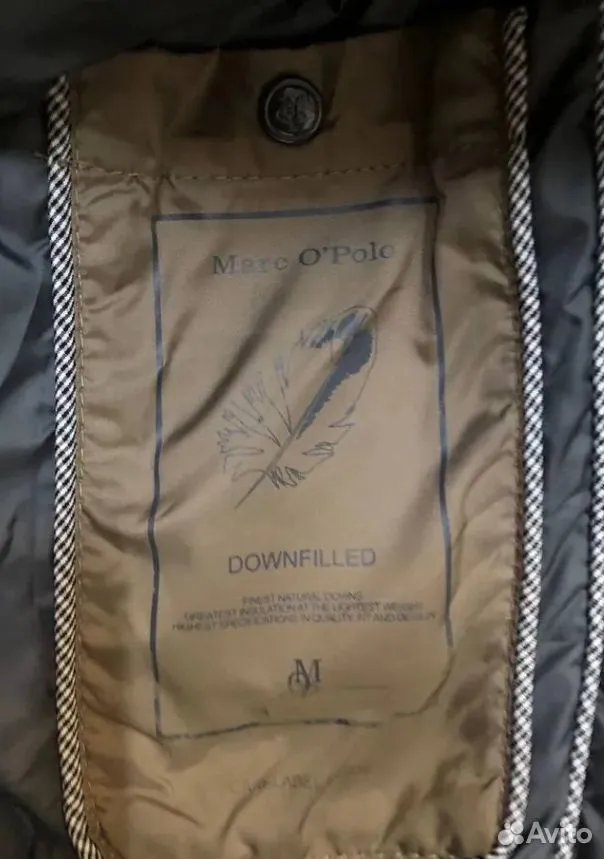 Marc O'Polo
DOWNFILLED
FINEST NATURAL DOWNS
GREATEST INSULATION AT THE LIGHTEST WEIGHT
HIGHEST SPECIFICATIONS IN QUALITY, FIT AND DESIGN
MO
Avito